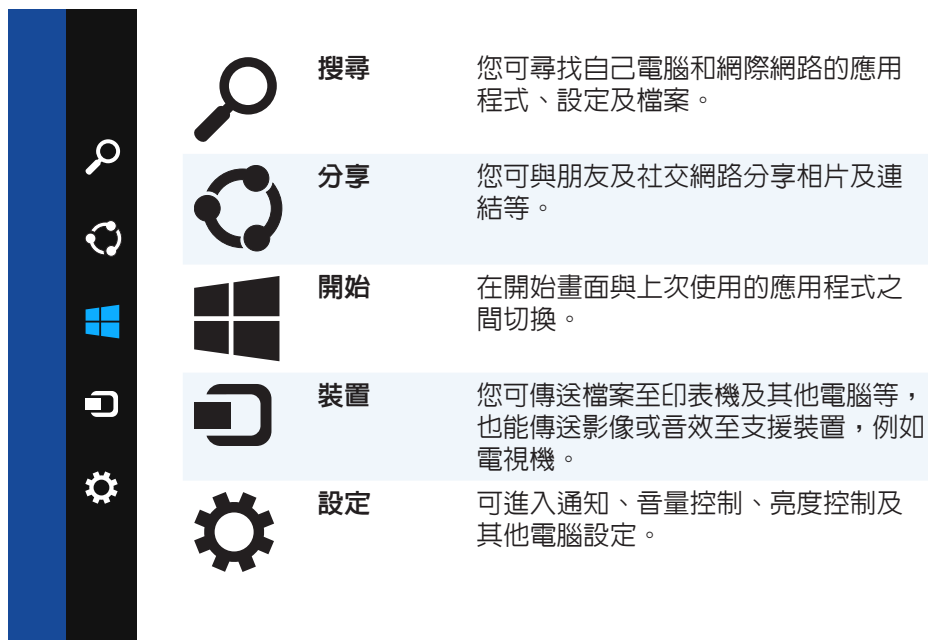 搜尋
您可尋找自己電腦和網際網路的應用
程式、設定及檔案。
分享
您可與朋友及社交網路分享相片及連
結等。
開始
在開始畫面與上次使用的應用程式之
間切換。
裝置
您可傳送檔案至印表機及其他電腦等，
也能傳送影像或音效至支援裝置，例如
電視機。
設定
可進入通知、音量控制、亮度控制及
其他電腦設定。